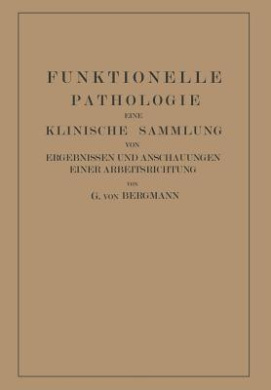 FUNKTIONELLE
PATHOLOGIE
EINE
KLINISCHE SAMMLUNG
VON
ERGEBNISSEN UND ANSCHAUUNGEN
EINER ARBEITSRICHTUNG
VON
G. VON BERGMANN